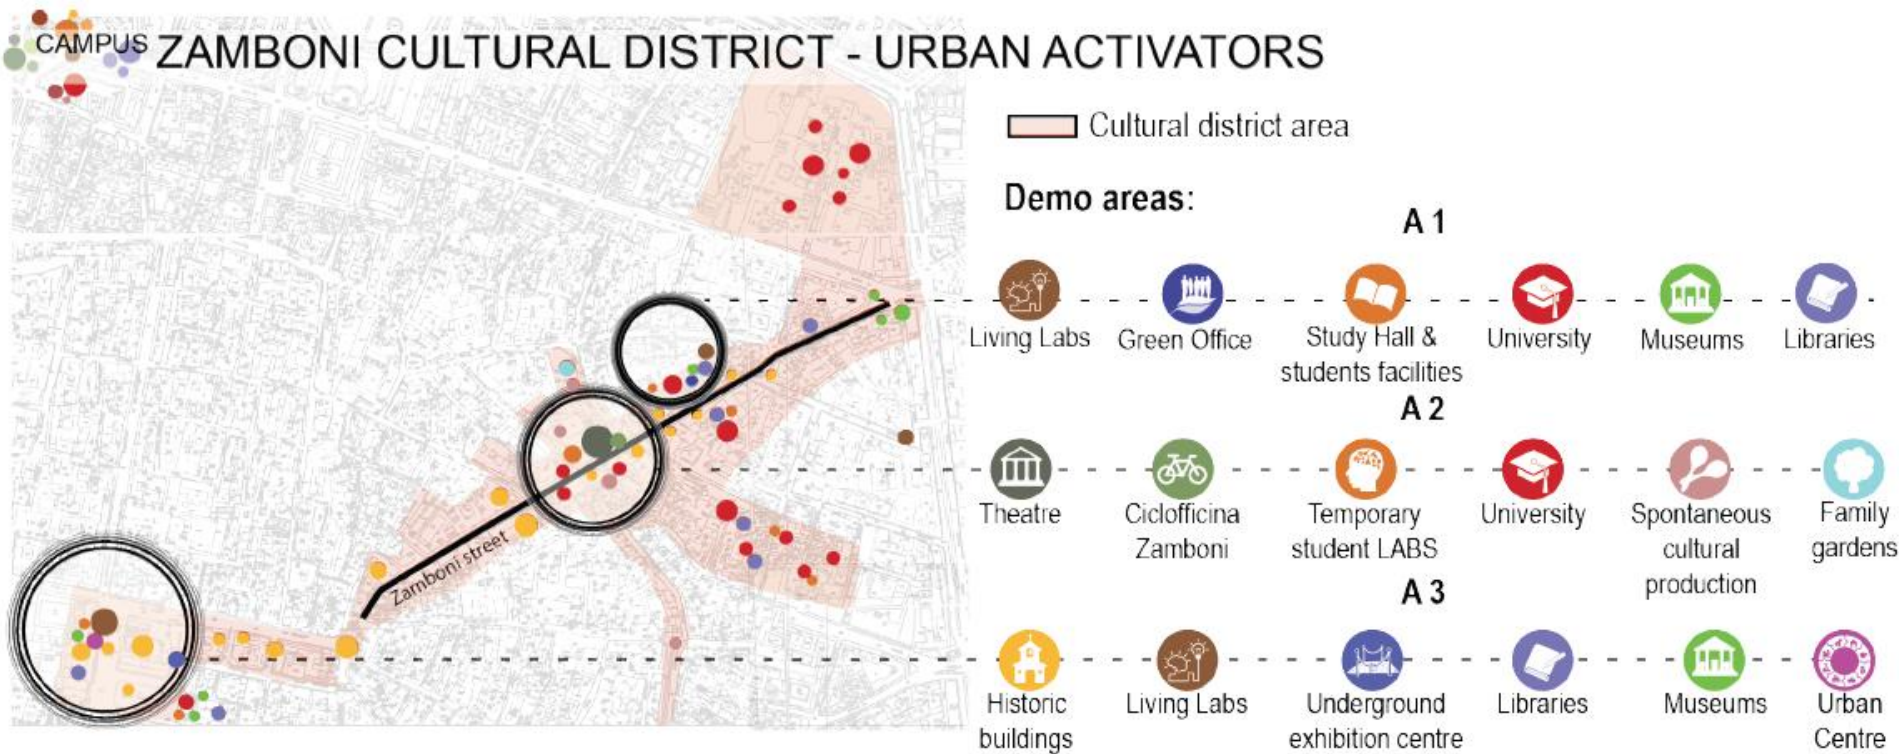 CAMPUS ZAMBONI CULTURAL DISTRICT - URBAN ACTIVATORS
Cultural district area
Demo areas:
A 1
Living Labs Green Office Study Hall & University Museums Libraries
students facilities
A 2
Theatre Ciclofficina Temporary University Spontaneous Family
Zamboni student LABS cultural gardens
production
Zamboni street
A 3
Historic Living Labs Underground Libraries Museums Urban
buildings exhibition centre Centre